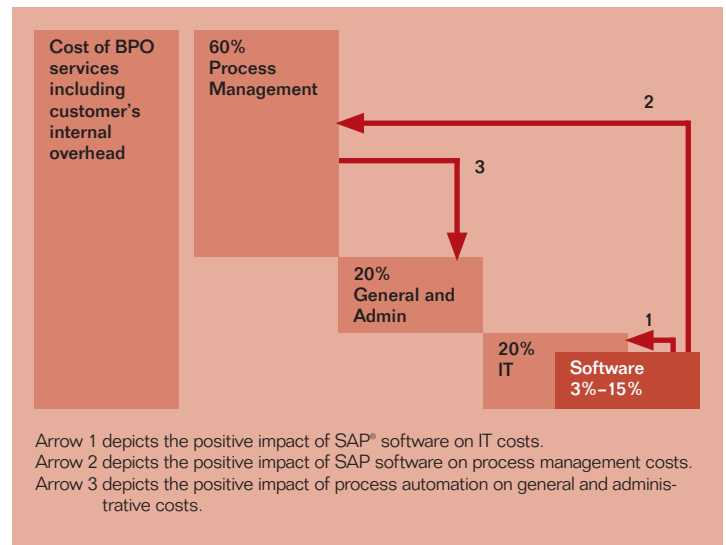 Cost of BPO
services
including
customer's
internal
overhead
60%
Process
Management
2
3
20%
General and
Admin
1
20%
IT
Software
3%–15%
Arrow 1 depicts the positive impact of SAP® software on IT costs.
Arrow 2 depicts the positive impact of SAP software on process management costs.
Arrow 3 depicts the positive impact of process automation on general and adminis-
trative costs.